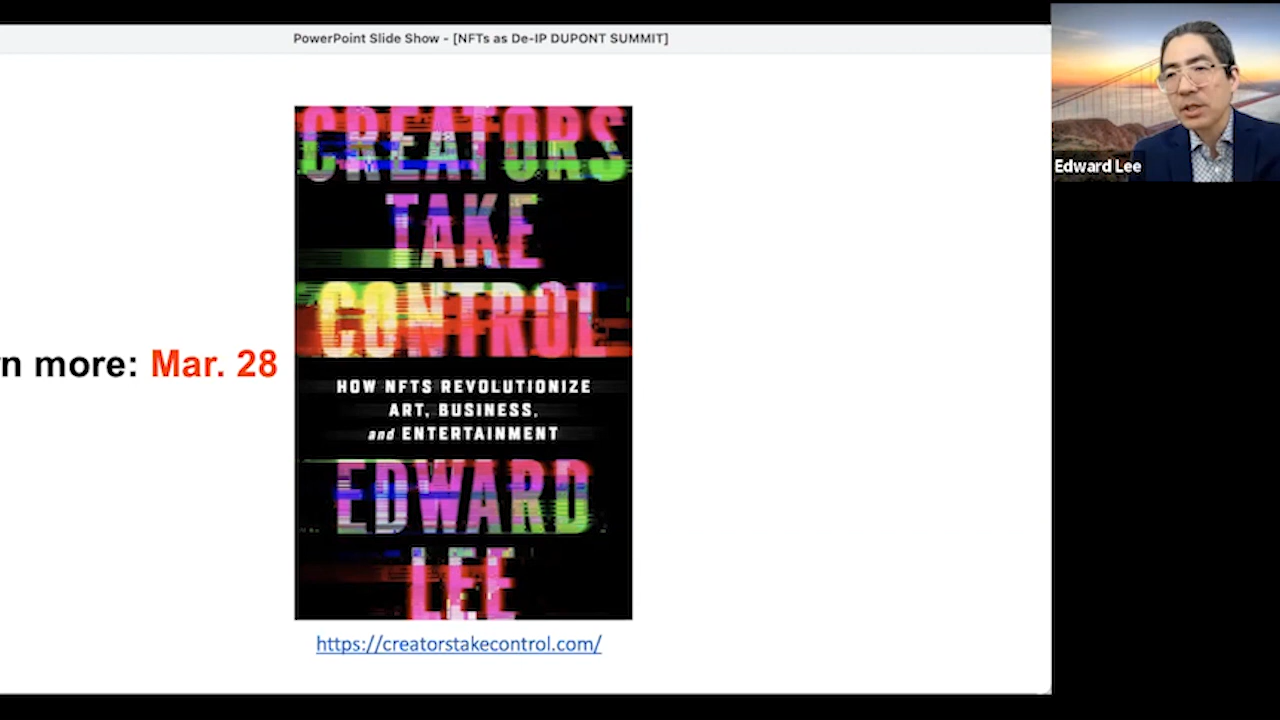 PowerPoint Slide Show - [NFTs as De-IP DUPONT SUMMIT]
CREATORS
TAKE
CONTROL
n more: Mar. 28
HOW NFTS REVOLUTIONIZE
ART, BUSINESS,
and ENTERTAINMENT
EDWARD
LEE
https://creatorstakecontrol.com/
Edward Lee